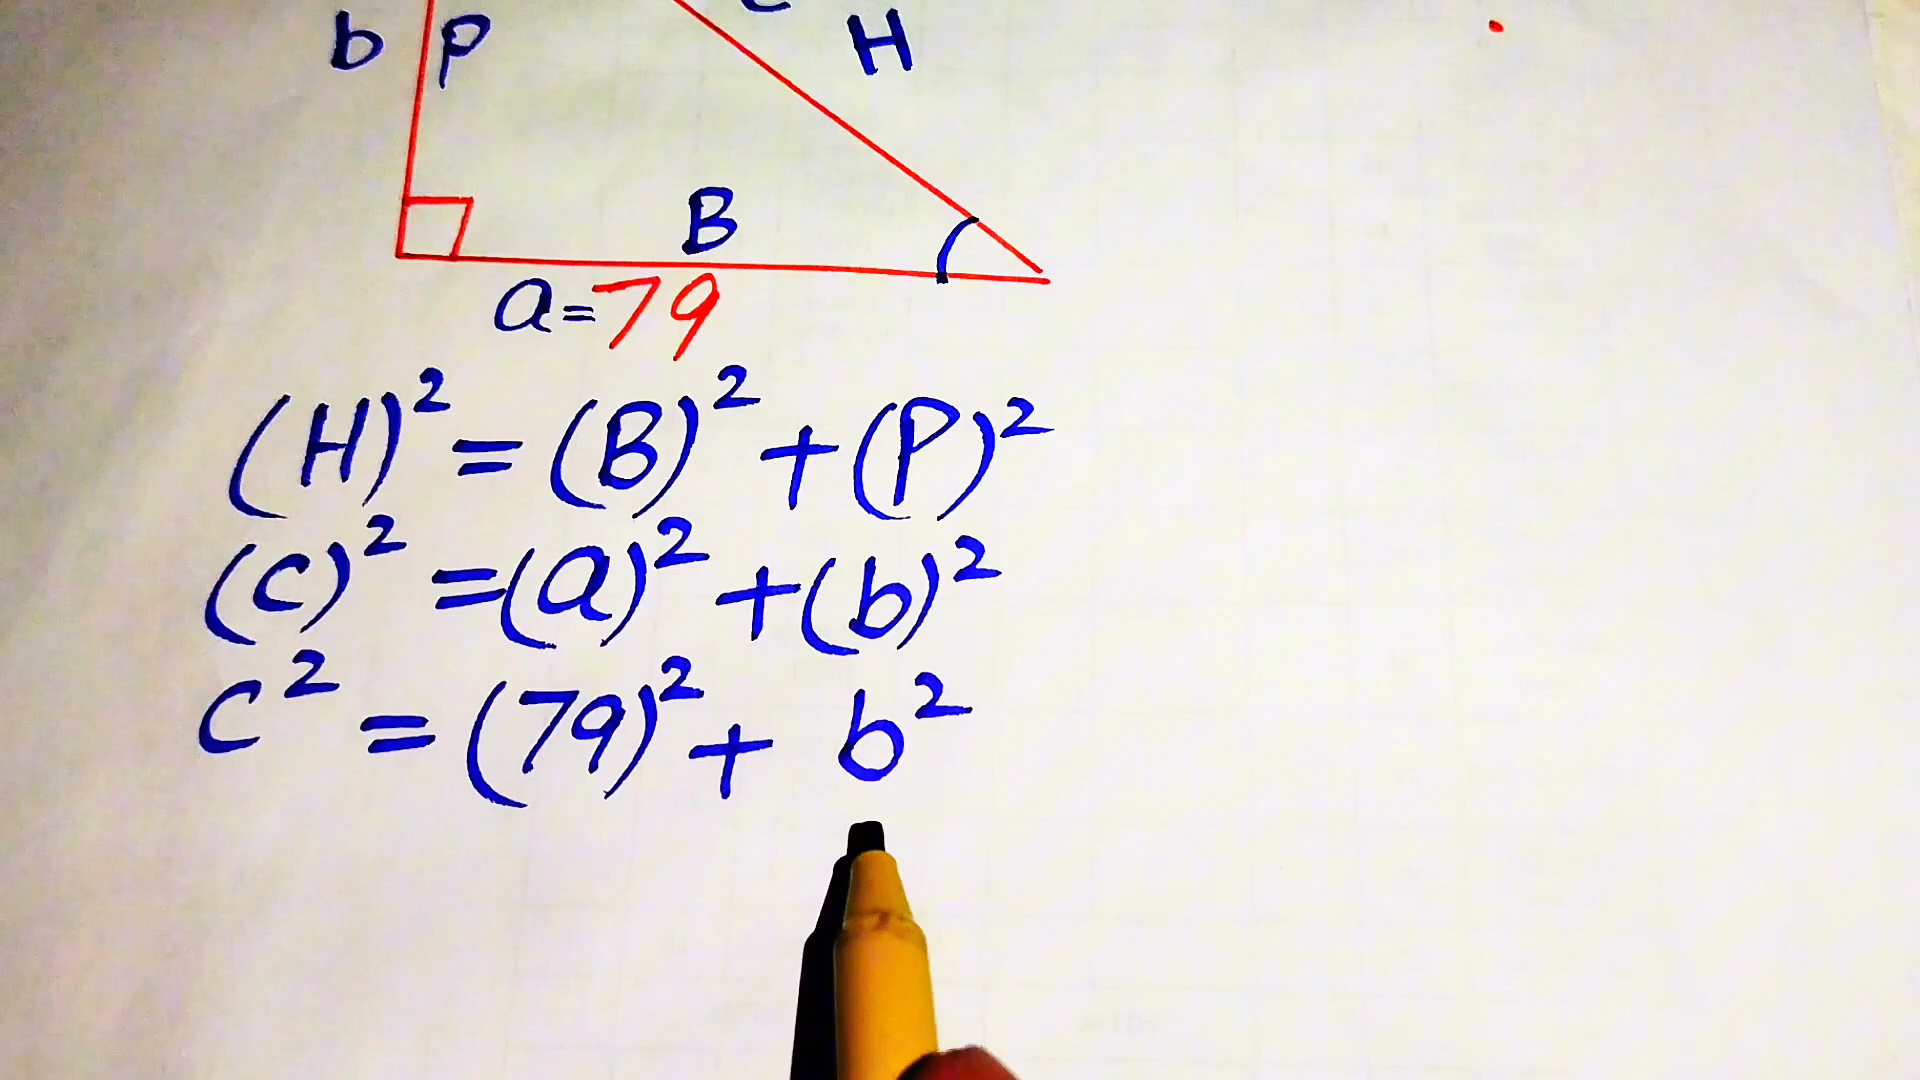 b P H
B
a=79
(H)² = (B)² + (P)²
(c)² = (a)² + (b)²
c² = (79)² + b²